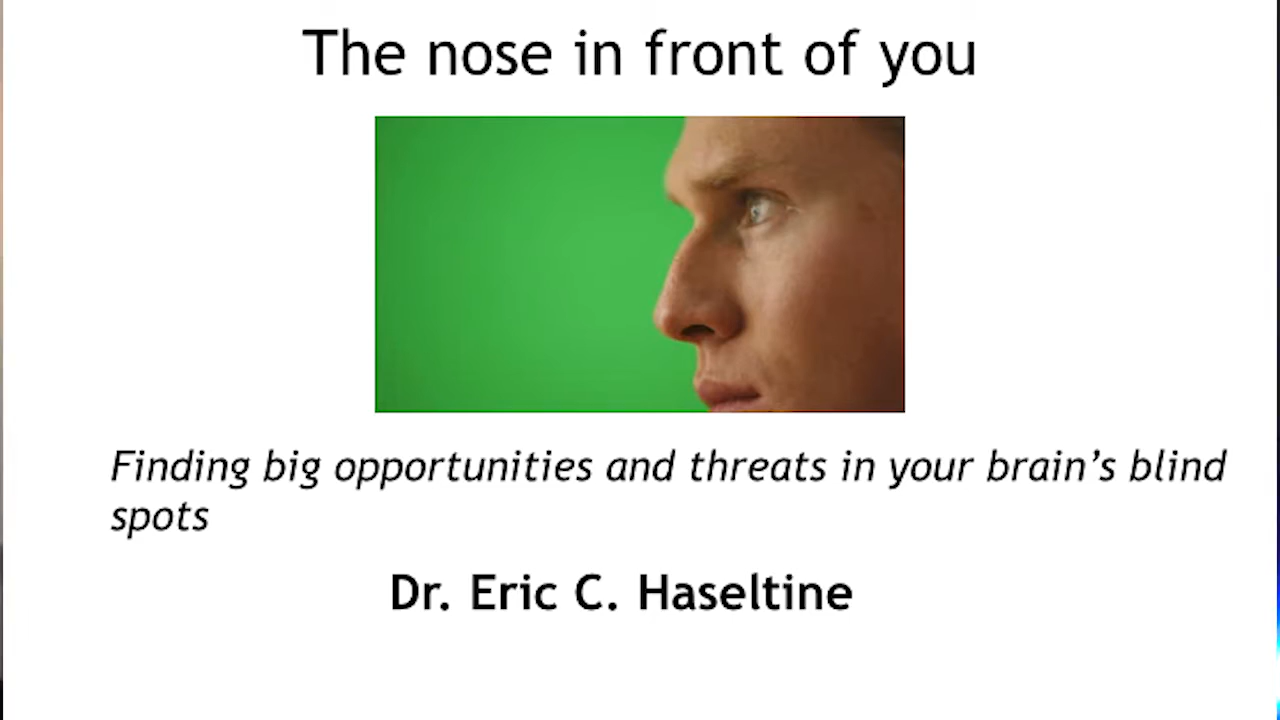 The nose in front of you
Finding big opportunities and threats in your brain’s blind
spots
Dr. Eric C. Haseltine